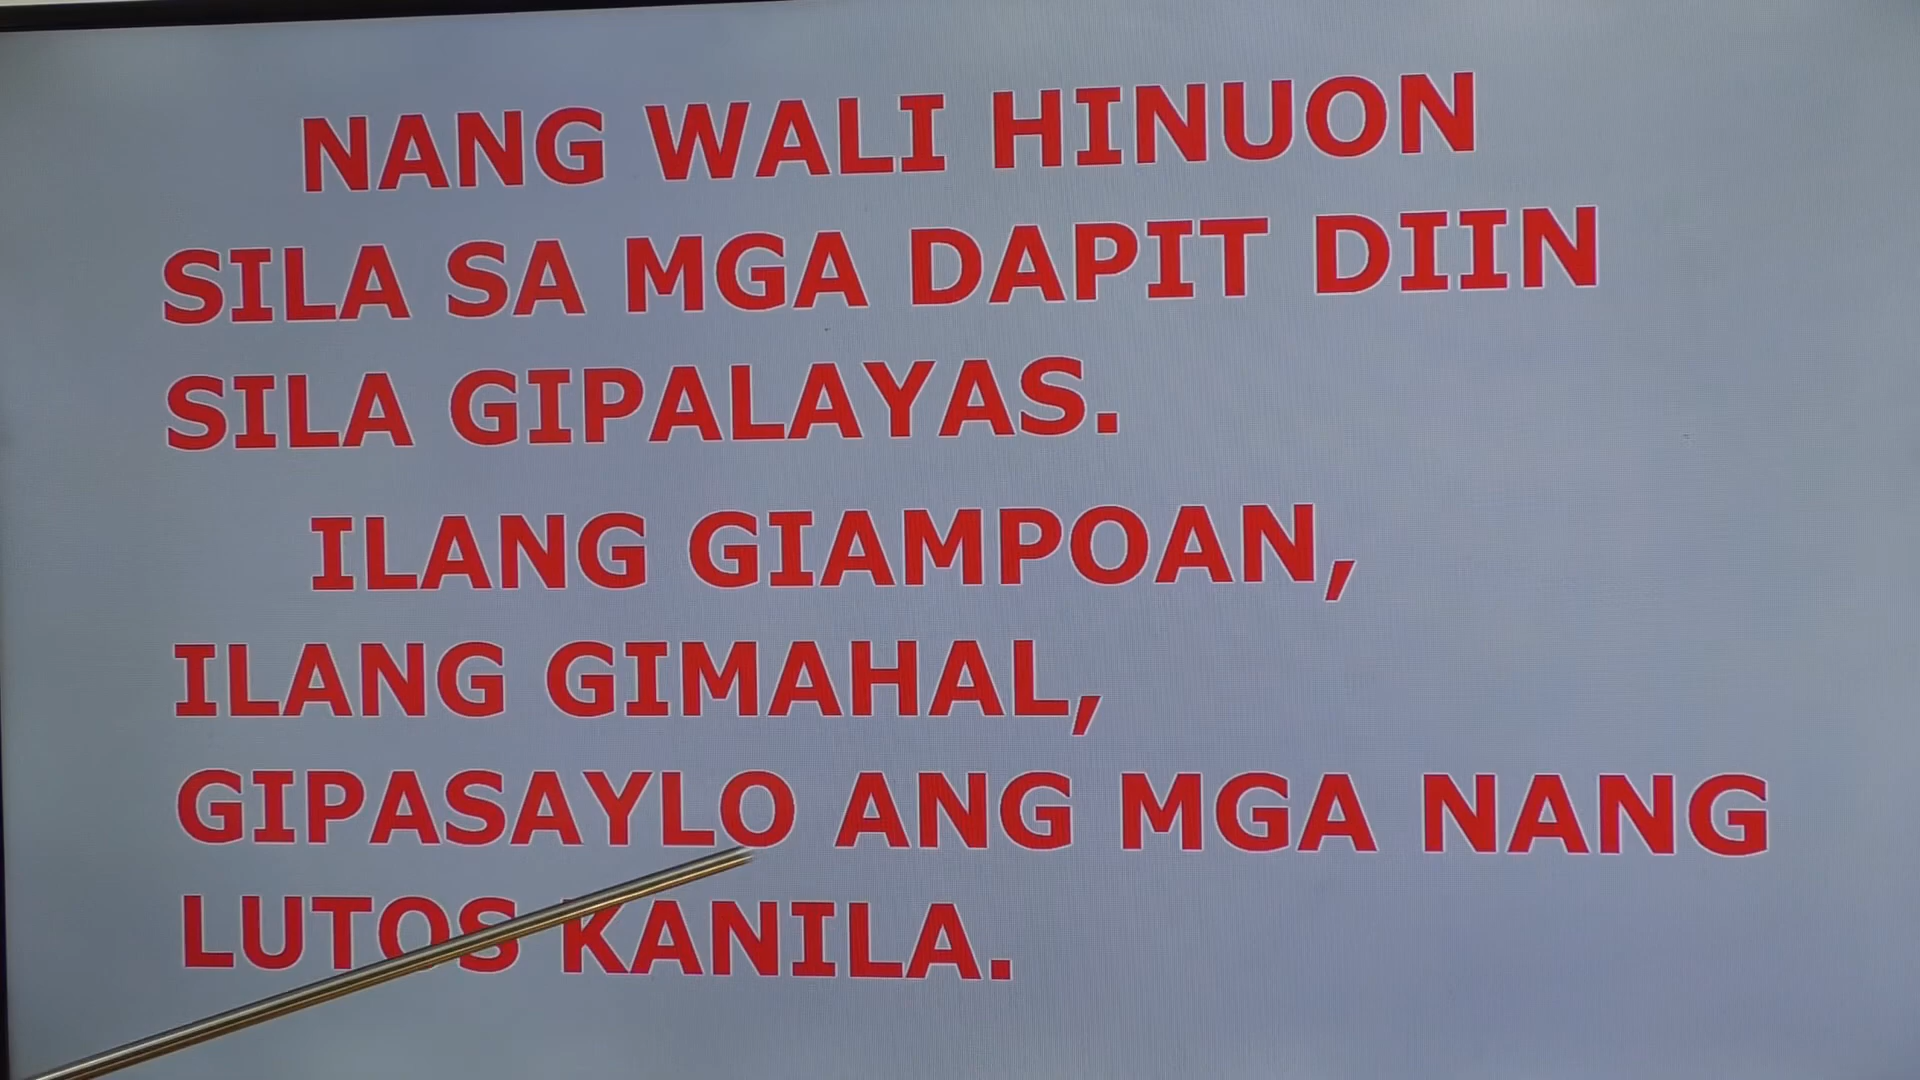 NANG WALI HINUON
SILA SA MGA DAPIT DIIN
SILA GIPALAYAS.
ILANG GIAMPOAN,
ILANG GIMAHAL,
GIPASAYLO ANG MGA NANG
LUTOS KANILA.